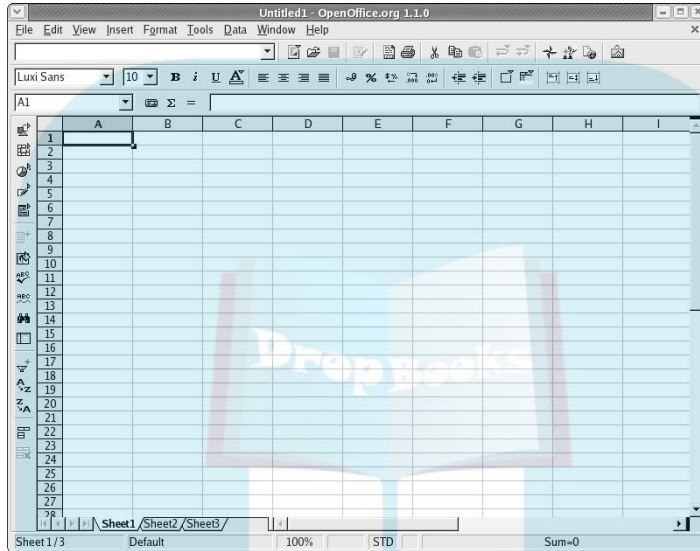 Untitled1 - OpenOffice.org 1.1.0
File Edit View Insert Format Tools Data Window Help
Luxi Sans 10 B i U A
A1 Σ =
A B C D E F G H I
1
2
3
4
5
6
7
8
9
10
11
12
13
14
15
16
17
18
19
20
21
22
23
24
25
26
27
28
ABC
ABC
A Z
Z A
DropBooks
Sheet1 Sheet2 Sheet3
Sheet 1 / 3 Default 100% STD Sum=0